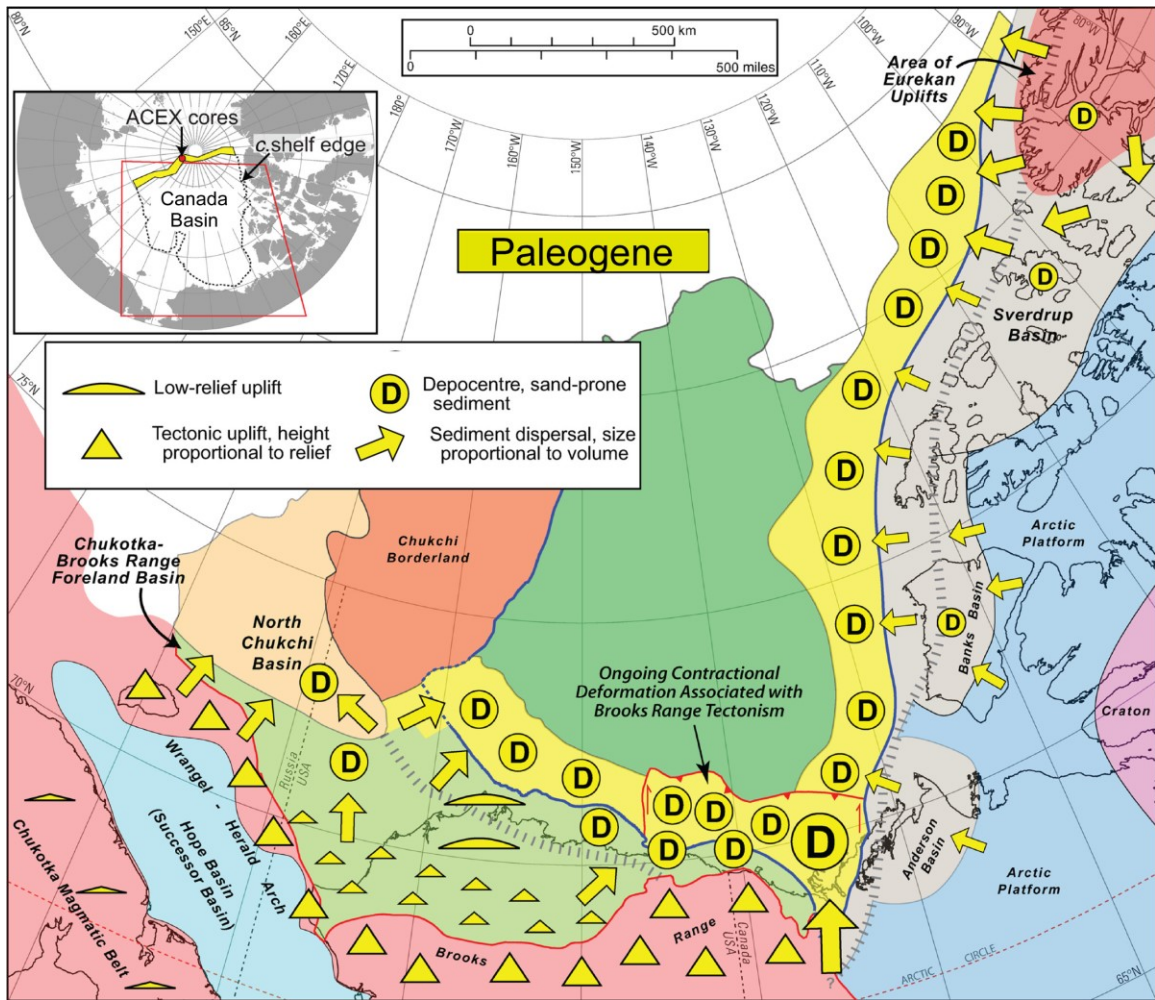 80°N
150°E
85°N
160°E
170°E
180°
170°W
160°W
150°W
140°W
130°W
120°W
110°W
100°W
90°W
80°W
0 500 km
0 500 miles
ACEX cores
c.shelf edge
Canada
Basin
Paleogene
Area of
Eurekan
Uplifts
D
D
D
D
D
D
Sverdrup
Basin
75°N
Low-relief uplift
D
Depocentre, sand-prone
sediment
Tectonic uplift, height
proportional to relief
Sediment dispersal, size
proportional to volume
D
D
D
D
Arctic
Platform
Chukotka-
Brooks Range
Foreland Basin
Chukchi
Borderland
North
Chukchi
Basin
D
D
Banks Basin
Ongoing Contractional
Deformation Associated with
Brooks Range Tectonism
70°N
Craton
D
D
D
D
D
D
D
D
D
D
D
D
D
D
Russia
USA
Wrangel - Herald Arch
Hope Basin
(Successor Basin)
Chukotka Magmatic Belt
Anderson
Basin
Arctic
Platform
Brooks Range
Canada
USA
ARCTIC CIRCLE
65°N
?